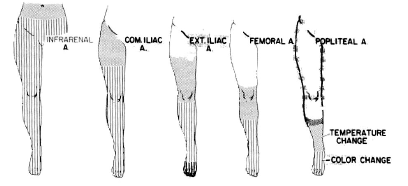 INFRARENAL A.
COM. ILIAC A.
EXT. ILIAC A.
FEMORAL A.
POPLITEAL A.
TEMPERATURE CHANGE
COLOR CHANGE